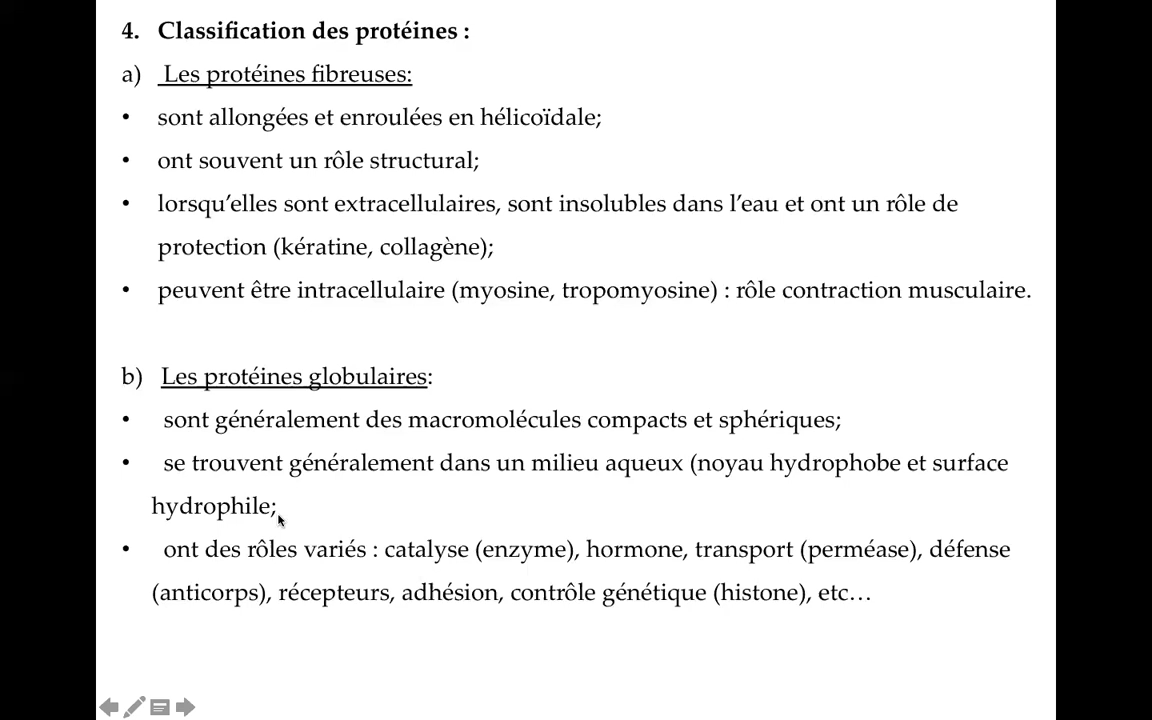 4. Classification des protéines :
a) Les protéines fibreuses:
• sont allongées et enroulées en hélicoïdale;
• ont souvent un rôle structural;
• lorsqu’elles sont extracellulaires, sont insolubles dans l’eau et ont un rôle de
protection (kératine, collagène);
• peuvent être intracellulaire (myosine, tropomyosine) : rôle contraction musculaire.
b) Les protéines globulaires:
• sont généralement des macromolécules compacts et sphériques;
• se trouvent généralement dans un milieu aqueux (noyau hydrophobe et surface
hydrophile;
• ont des rôles variés : catalyse (enzyme), hormone, transport (perméase), défense
(anticorps), récepteurs, adhésion, contrôle génétique (histone), etc…